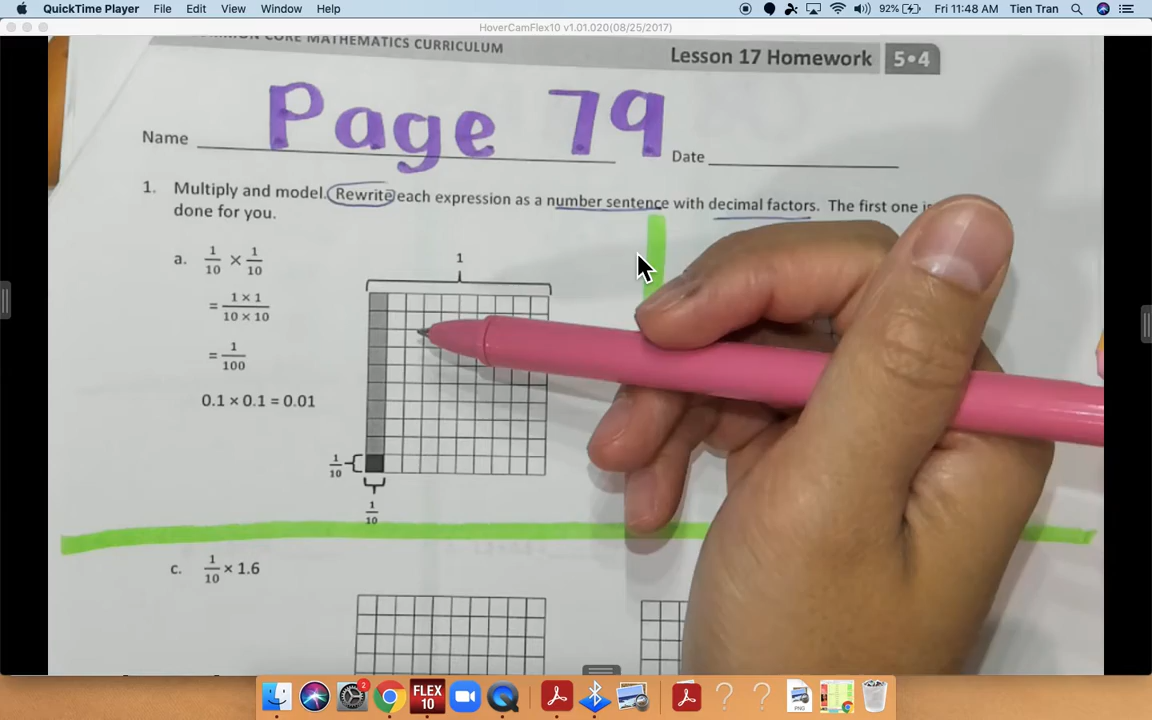 QuickTime Player File Edit View Window Help 92% Fri 11:48 AM Tien Tran
HoverCamFlex10 v1.01.020(08/25/2017)
MATHEMATICS CURRICULUM
Lesson 17 Homework 5•4
Page 79
Name Date
1. Multiply and model. Rewrite each expression as a number sentence with decimal factors. The first one is
done for you.
a. 1/10 × 1/10
1
= 1 × 1 / 10 × 10
= 1/100
0.1 × 0.1 = 0.01
1/10
1/10
c. 1/10 × 1.6
FLEX
10
2
PNG